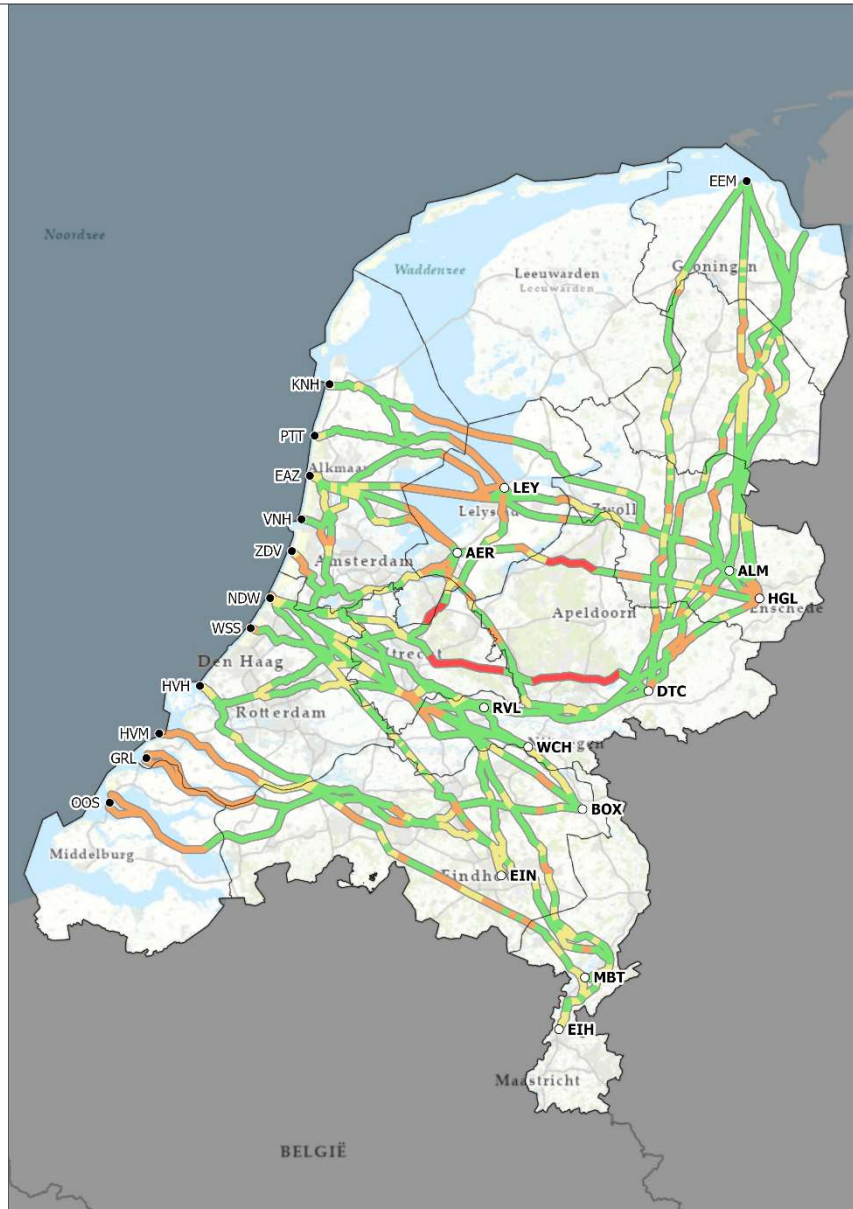 EEM
Noordzee
Waddenzee
Leeuwarden
Leeuwarden
Groningen
KNH
PTT
Alkmaar
EAZ
LEY
Lelystad
Zwoll
VNH
ZDV
Amsterdam
AER
ALM
NDW
HGL
Enschede
Apeldoorn
WSS
Den Haag
Utrecht
HVH
DTC
Rotterdam
RVL
HVM
WCH
GRL
OOS
BOX
Middelburg
Eindho
EIN
MBT
EIH
Maastricht
BELGIË